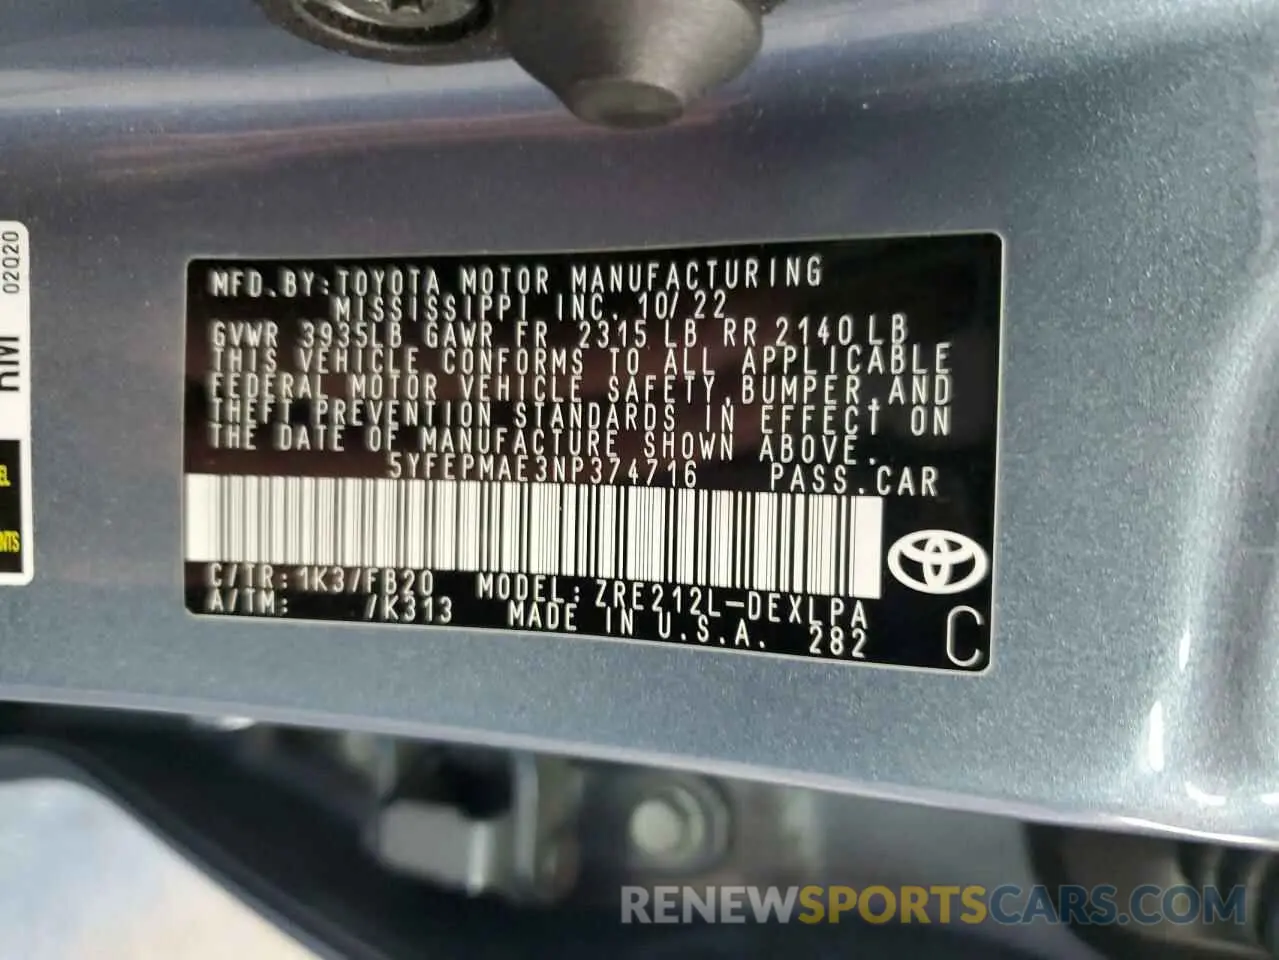 MFD. BY: TOYOTA MOTOR MANUFACTURING
MISSISSIPPI INC. 10/22
GVWR 3935LB GAWR FR 2315 LB RR 2140 LB
THIS VEHICLE CONFORMS TO ALL APPLICABLE
FEDERAL MOTOR VEHICLE SAFETY, BUMPER, AND
THEFT PREVENTION STANDARDS IN EFFECT ON
THE DATE OF MANUFACTURE SHOWN ABOVE.
5YFEPMAE3NP374716 PASS. CAR
C/TR: 1K3/FB20 MODEL: ZRE212L-DEXLPA
A/TM: /K313 MADE IN U.S.A. 282
C
02020
RENEWSPORTSCARS.COM